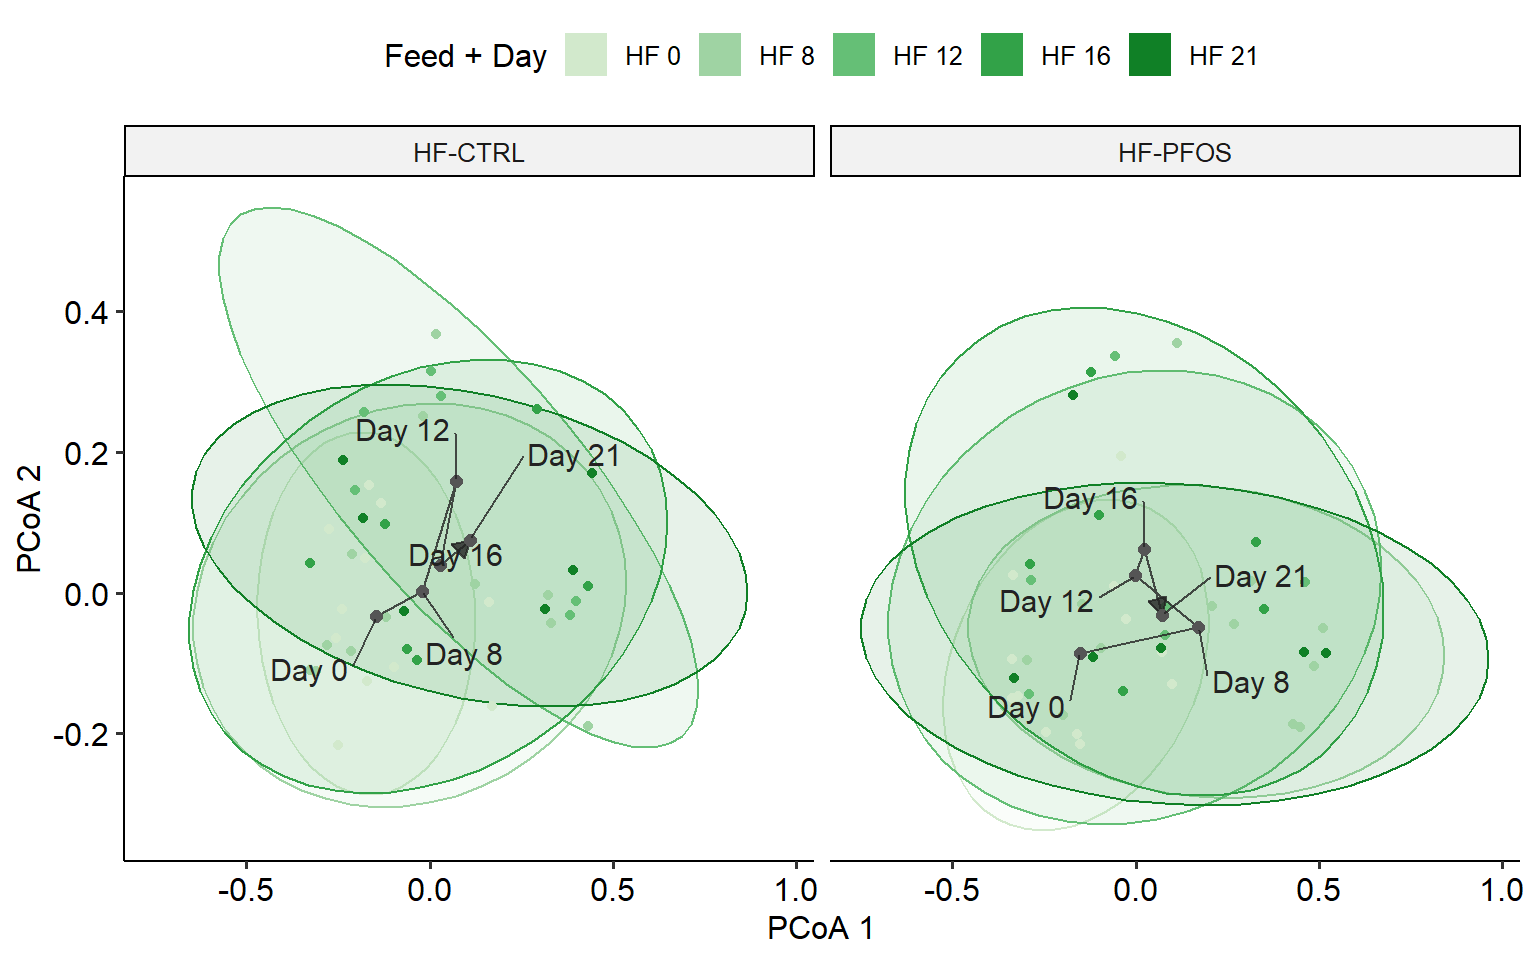 Feed + Day HF 0 HF 8 HF 12 HF 16 HF 21
HF-CTRL HF-PFOS
PCoA 2
0.4
0.2
0.0
-0.2
Day 12
Day 21
Day 16
Day 8
Day 0
Day 16
Day 21
Day 12
Day 8
Day 0
-0.5 0.0 0.5 1.0 -0.5 0.0 0.5 1.0
PCoA 1